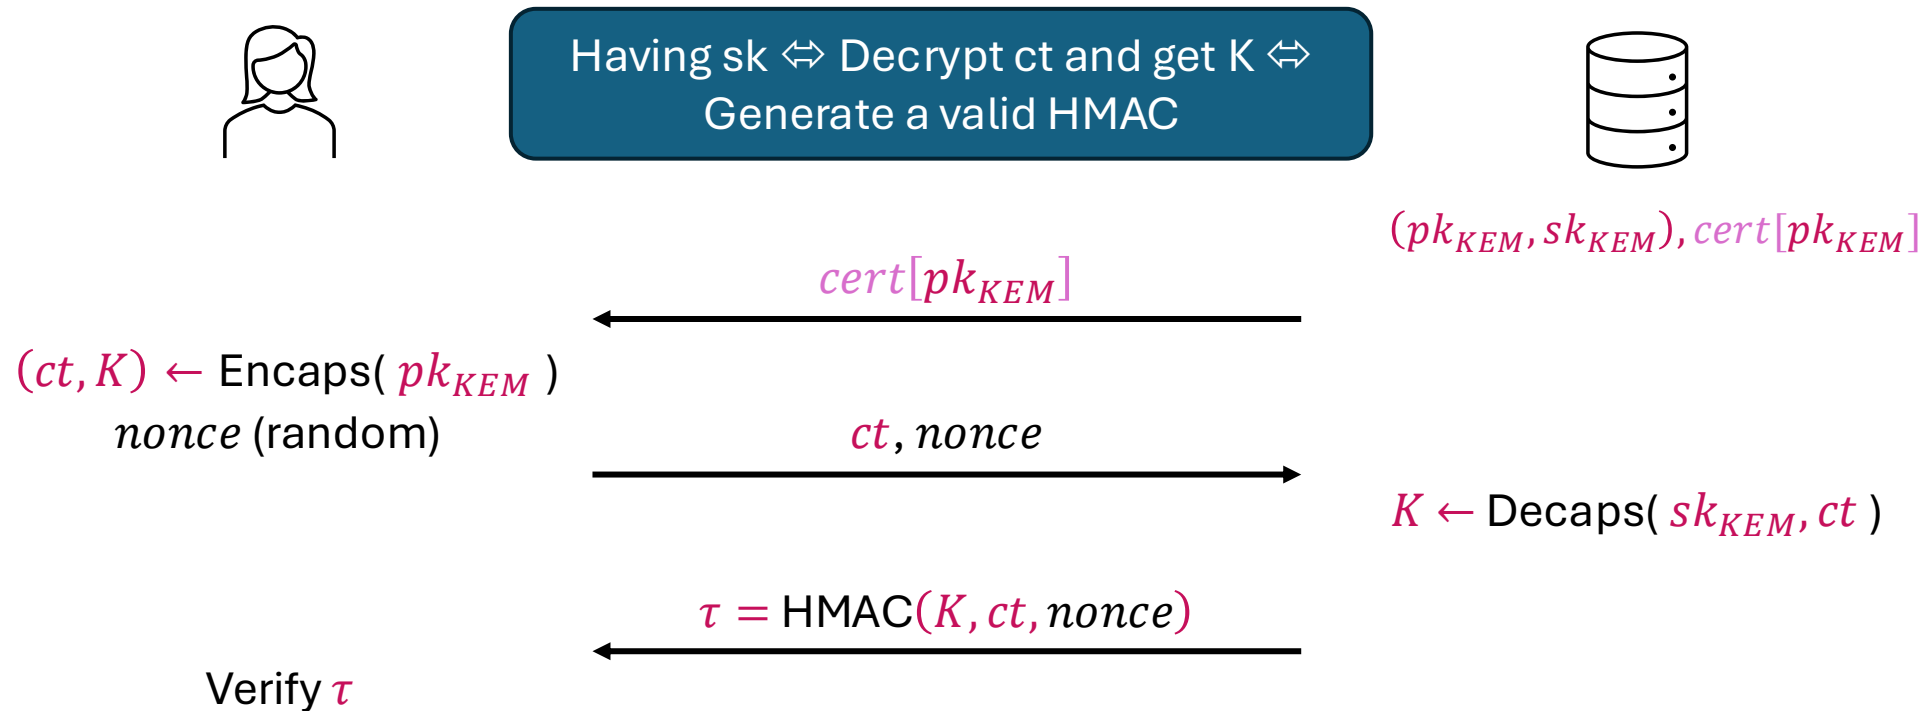 Having sk ⇔ Decrypt ct and get K ⇔
Generate a valid HMAC
(pk_KEM, sk_KEM), cert[pk_KEM]
cert[pk_KEM]
(ct, K) ← Encaps( pk_KEM )
nonce (random)
ct, nonce
K ← Decaps( sk_KEM, ct )
τ = HMAC(K, ct, nonce)
Verify τ